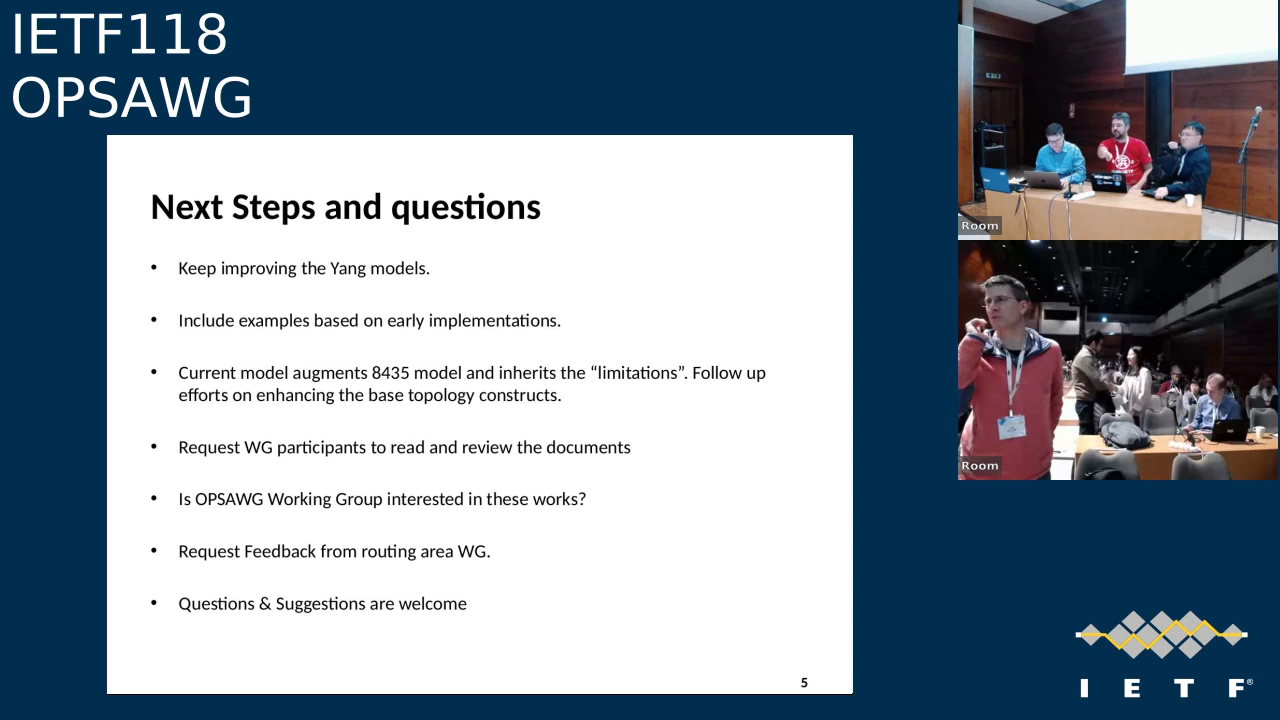 IETF118
OPSAWG
Next Steps and questions
• Keep improving the Yang models.
• Include examples based on early implementations.
• Current model augments 8435 model and inherits the “limitations”. Follow up
efforts on enhancing the base topology constructs.
• Request WG participants to read and review the documents
• Is OPSAWG Working Group interested in these works?
• Request Feedback from routing area WG.
• Questions & Suggestions are welcome
5
Room
Room
I E T F®